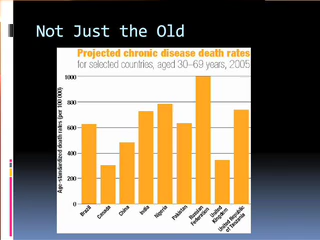 Not Just the Old
Projected chronic disease death rates
for selected countries, aged 30–69 years, 2005
Age-standardized death rates (per 100 000)
1000
800
600
400
200
0
Brazil
Canada
China
India
Nigeria
Pakistan
Russian
Federation
United
Kingdom
United Republic
of Tanzania